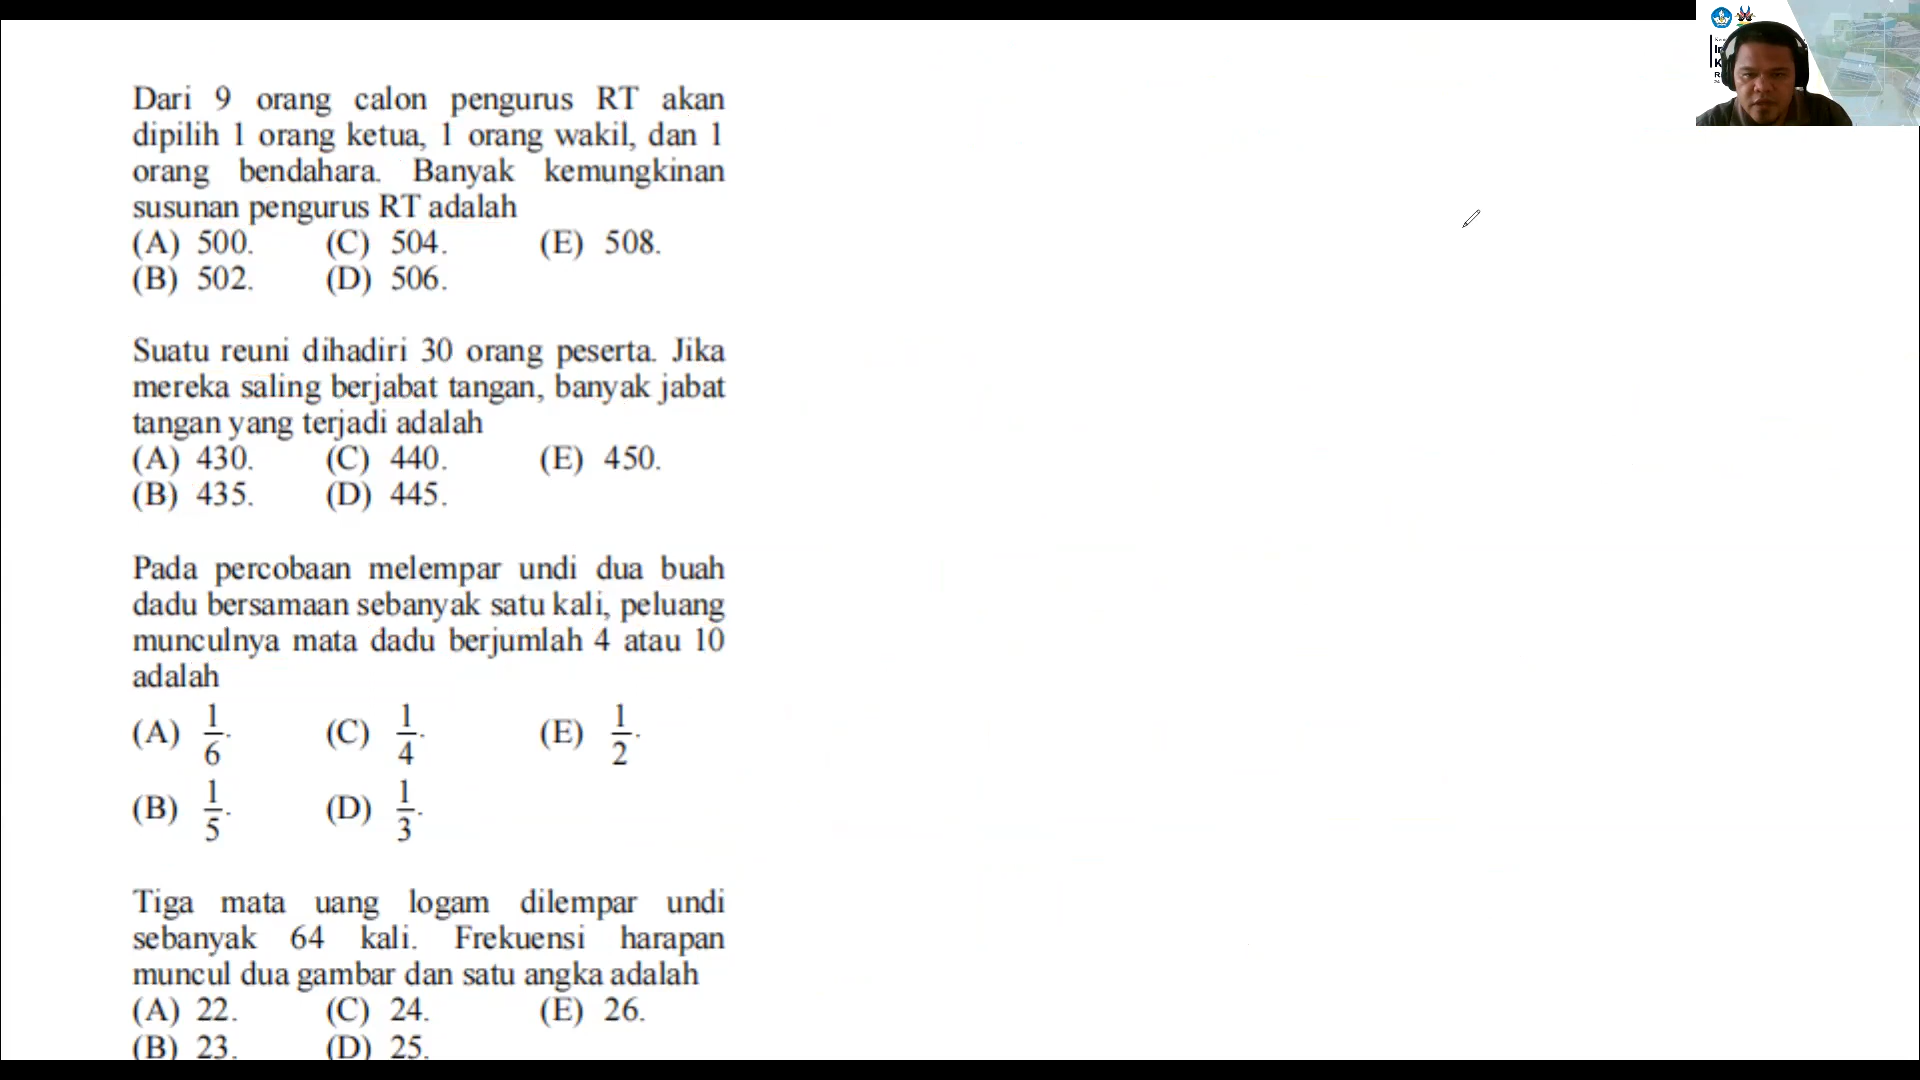 Dari 9 orang calon pengurus RT akan
dipilih 1 orang ketua, 1 orang wakil, dan 1
orang bendahara. Banyak kemungkinan
susunan pengurus RT adalah
(A) 500. (C) 504. (E) 508.
(B) 502. (D) 506.
Suatu reuni dihadiri 30 orang peserta. Jika
mereka saling berjabat tangan, banyak jabat
tangan yang terjadi adalah
(A) 430. (C) 440. (E) 450.
(B) 435. (D) 445.
Pada percobaan melempar undi dua buah
dadu bersamaan sebanyak satu kali, peluang
munculnya mata dadu berjumlah 4 atau 10
adalah
(A) 1/6. (C) 1/4. (E) 1/2.
(B) 1/5. (D) 1/3.
Tiga mata uang logam dilempar undi
sebanyak 64 kali. Frekuensi harapan
muncul dua gambar dan satu angka adalah
(A) 22. (C) 24. (E) 26.
(B) 23. (D) 25.